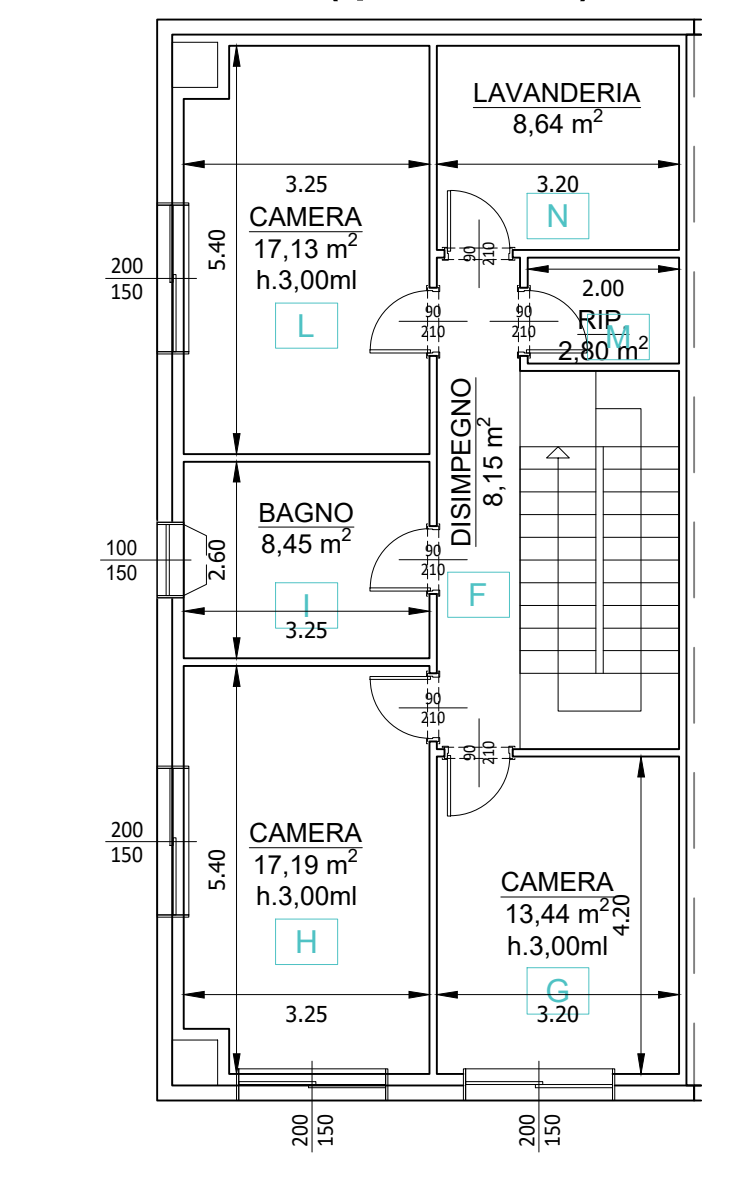 LAVANDERIA
8,64 m²
3.20
N
3.25
CAMERA
17,13 m²
h.3,00ml
L
5.40
200
150
90
210
90
210
90
210
2.00
RIP.
M
2,80 m²
DISIMPEGNO
8,15 m²
F
BAGNO
8,45 m²
I
3.25
2.60
100
150
90
210
90
210
90
210
CAMERA
17,19 m²
h.3,00ml
H
3.25
5.40
200
150
CAMERA
13,44 m²
h.3,00ml
G
3.20
4.20
200
150
200
150